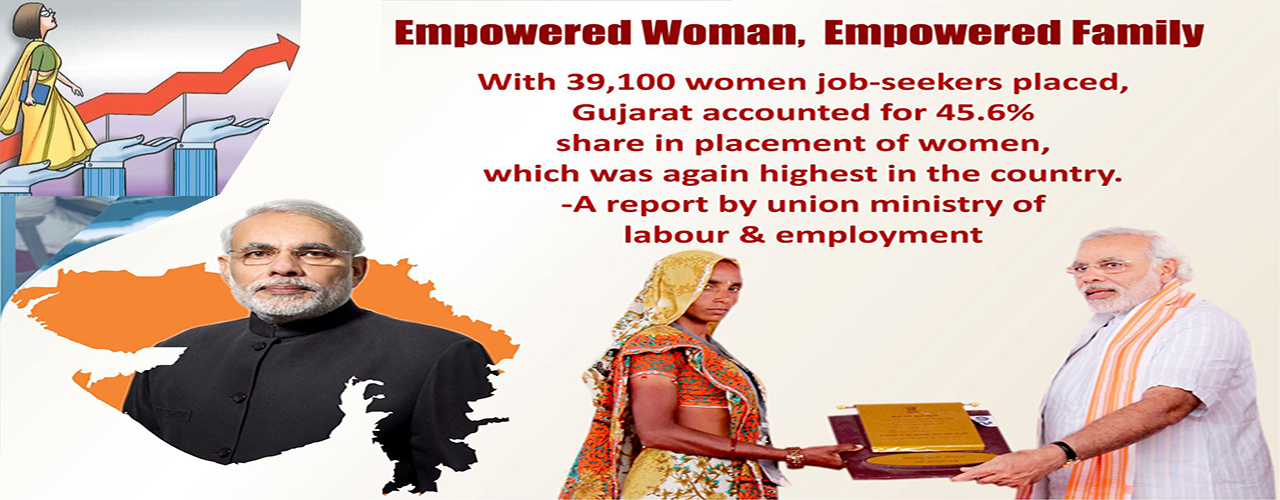 Empowered Woman, Empowered Family
With 39,100 women job-seekers placed,
Gujarat accounted for 45.6%
share in placement of women,
which was again highest in the country.
-A report by union ministry of
labour & employment